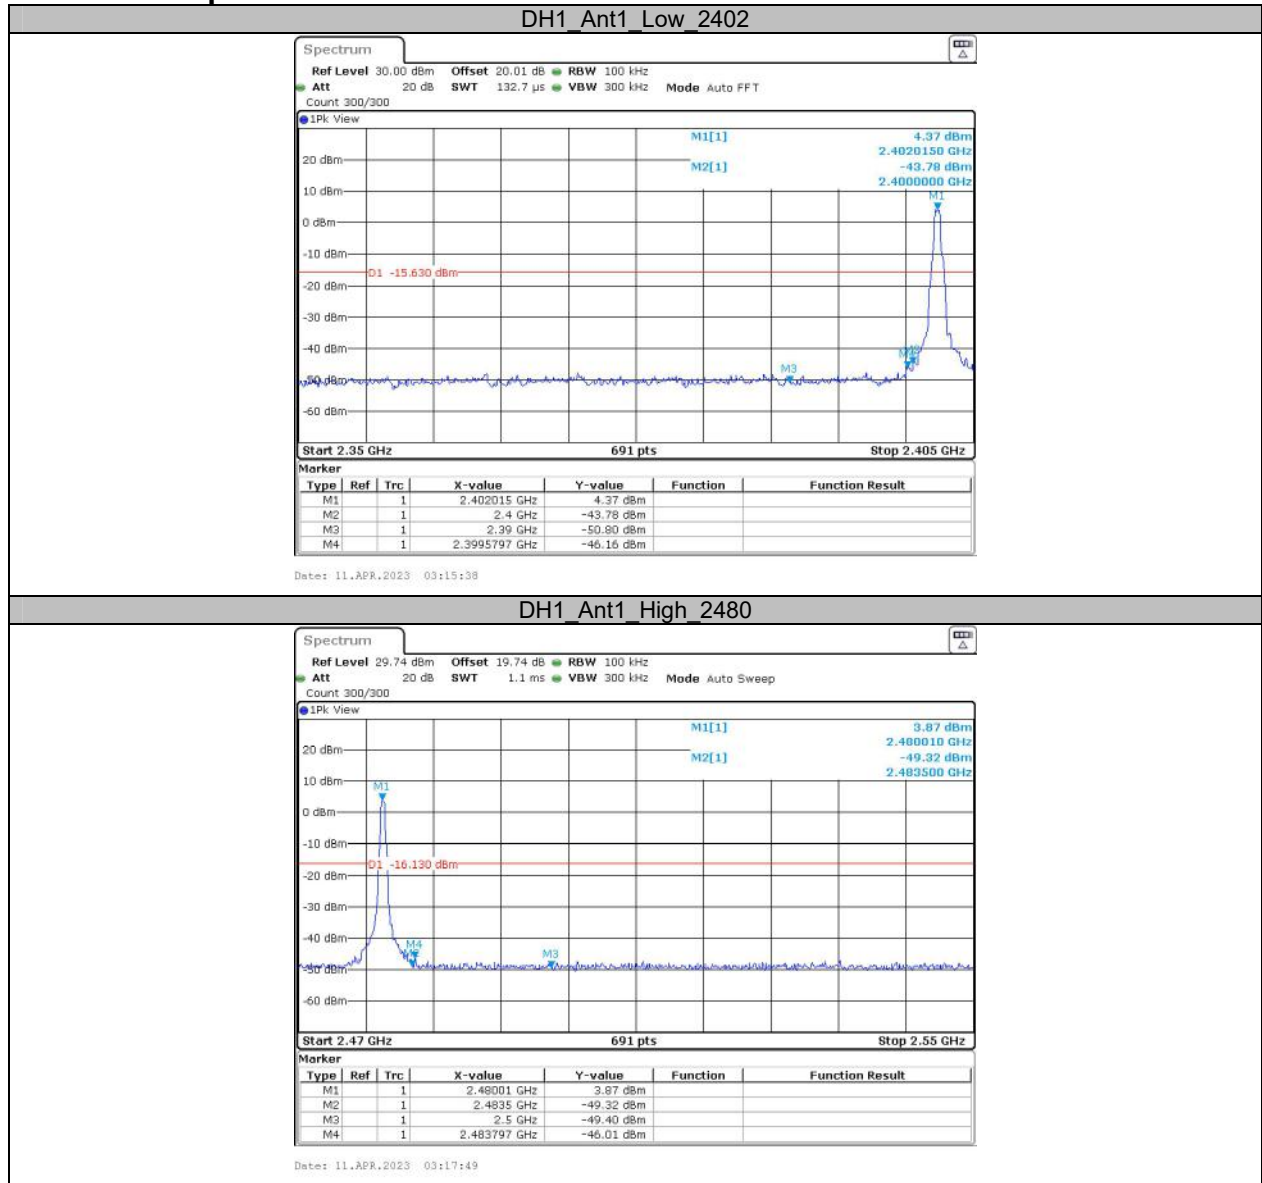 DH1_Ant1_Low_2402
Spectrum
Ref Level 30.00 dBm Offset 20.01 dB RBW 100 kHz
Att 20 dB SWT 132.7 µs VBW 300 kHz Mode Auto FFT
Count 300/300
1Pk View
M1[1] 4.37 dBm
2.4020150 GHz
20 dBm
M2[1] -43.78 dBm
2.4000000 GHz
10 dBm
M1
0 dBm
-10 dBm
D1 -15.630 dBm
-20 dBm
-30 dBm
-40 dBm
M3
-50 dBm
-60 dBm
Start 2.35 GHz 691 pts Stop 2.405 GHz
Marker
Type Ref Trc X-value Y-value Function Function Result
M1 1 2.402015 GHz 4.37 dBm
M2 1 2.4 GHz -43.78 dBm
M3 1 2.39 GHz -50.80 dBm
M4 1 2.3995797 GHz -46.16 dBm
Date: 11.APR.2023 03:15:38
DH1_Ant1_High_2480
Spectrum
Ref Level 29.74 dBm Offset 19.74 dB RBW 100 kHz
Att 20 dB SWT 1.1 ms VBW 300 kHz Mode Auto Sweep
Count 300/300
1Pk View
M1[1] 3.87 dBm
2.480010 GHz
20 dBm
M2[1] -49.32 dBm
2.483500 GHz
10 dBm
M1
0 dBm
-10 dBm
D1 -16.130 dBm
-20 dBm
-30 dBm
-40 dBm
M4
M3
-50 dBm
-60 dBm
Start 2.47 GHz 691 pts Stop 2.55 GHz
Marker
Type Ref Trc X-value Y-value Function Function Result
M1 1 2.48001 GHz 3.87 dBm
M2 1 2.4835 GHz -49.32 dBm
M3 1 2.5 GHz -49.40 dBm
M4 1 2.483797 GHz -46.01 dBm
Date: 11.APR.2023 03:17:49